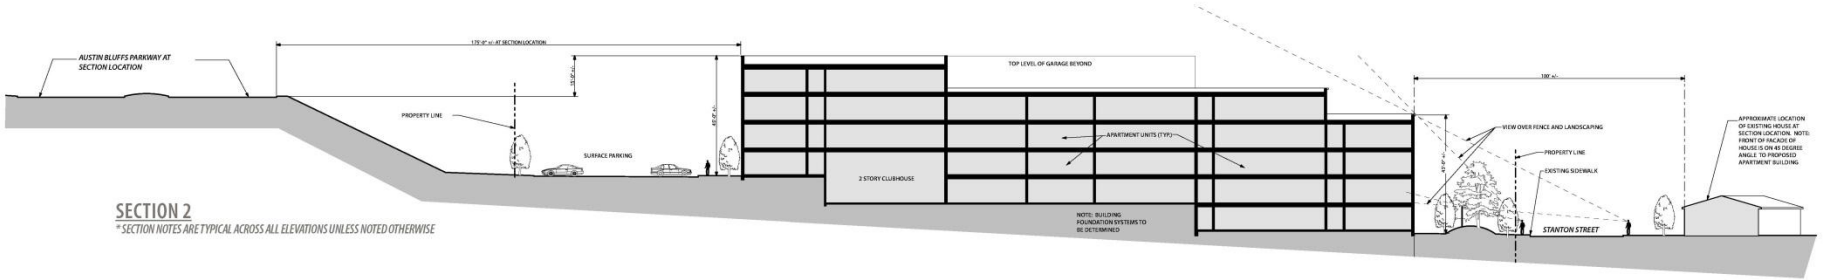 AUSTIN BLUFFS PARKWAY AT
SECTION LOCATION
175'-0" +/- AT SECTION LOCATION
15'-0" +/-
PROPERTY LINE
SURFACE PARKING
TOP LEVEL OF GARAGE BEYOND
APARTMENT UNITS (TYP.)
2 STORY CLUBHOUSE
NOTE: BUILDING
FOUNDATION SYSTEMS TO
BE DETERMINED
100' +/-
VIEW OVER FENCE AND LANDSCAPING
PROPERTY LINE
EXISTING SIDEWALK
STANTON STREET
APPROXIMATE LOCATION
OF EXISTING HOUSE AT
SECTION LOCATION. NOTE:
FRONT OF FACADE OF
HOUSE IS ON 45 DEGREE
ANGLE TO PROPOSED
APARTMENT BUILDING
SECTION 2
* SECTION NOTES ARE TYPICAL ACROSS ALL ELEVATIONS UNLESS NOTED OTHERWISE